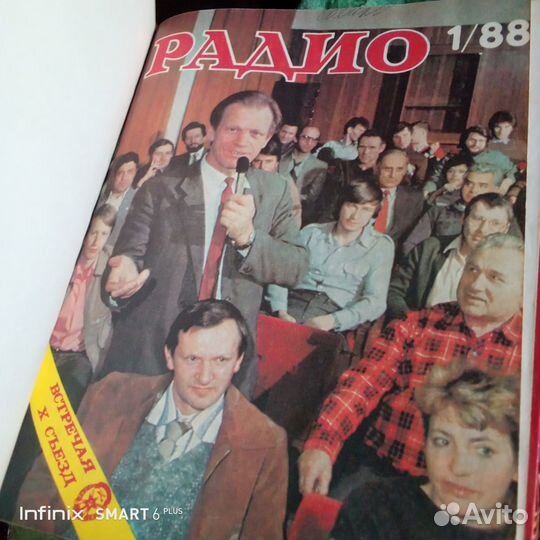 РАДИО 1/88
ВСТРЕЧАЯ
X СЪЕЗД
Infinix SMART 6 PLUS
Avito